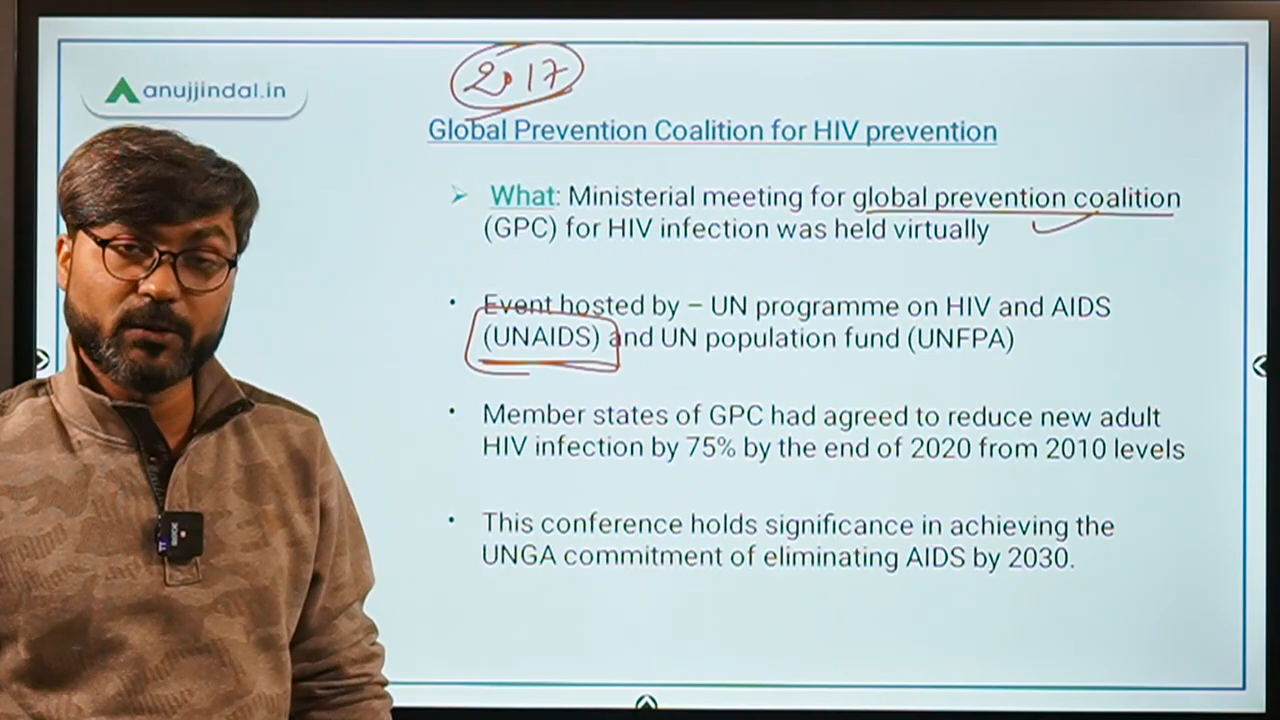 anujjindal.in
2017
Global Prevention Coalition for HIV prevention
What: Ministerial meeting for global prevention coalition
(GPC) for HIV infection was held virtually
Event hosted by – UN programme on HIV and AIDS
(UNAIDS) and UN population fund (UNFPA)
Member states of GPC had agreed to reduce new adult
HIV infection by 75% by the end of 2020 from 2010 levels
This conference holds significance in achieving the
UNGA commitment of eliminating AIDS by 2030.